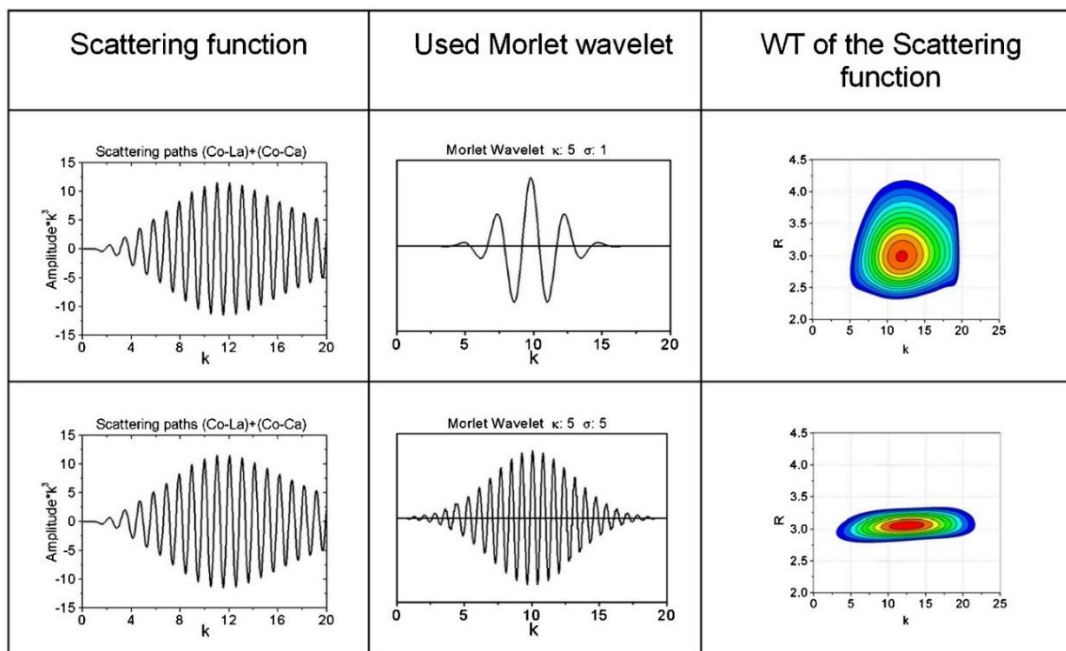 Scattering function
Used Morlet wavelet
WT of the Scattering
function
Scattering paths (Co-La)+(Co-Ca)
15
10
5
0
-5
-10
-15
Amplitude*k³
0 4 8 12 16 20
k
Morlet Wavelet κ: 5 σ: 1
0 5 10 15 20
k
4.5
4.0
3.5
3.0
2.5
2.0
R
0 5 10 15 20 25
k
Scattering paths (Co-La)+(Co-Ca)
15
10
5
0
-5
-10
-15
Amplitude*k³
0 4 8 12 16 20
k
Morlet Wavelet κ: 5 σ: 5
0 5 10 15 20
k
4.5
4.0
3.5
3.0
2.5
2.0
R
0 5 10 15 20 25
k